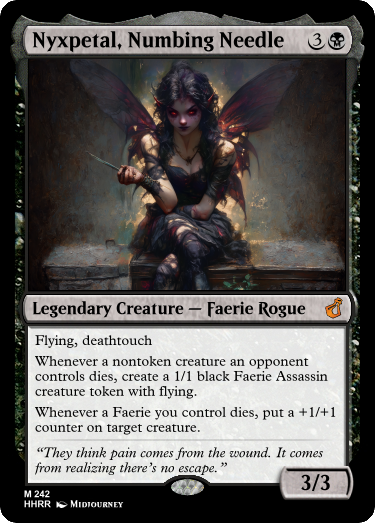 Nyxpetal, Numbing Needle 3
Legendary Creature — Faerie Rogue
Flying, deathtouch
Whenever a nontoken creature an opponent
controls dies, create a 1/1 black Faerie Assassin
creature token with flying.
Whenever a Faerie you control dies, put a +1/+1
counter on target creature.
“They think pain comes from the wound. It comes
from realizing there’s no escape.”
3/3
M 242
HHRR Midjourney